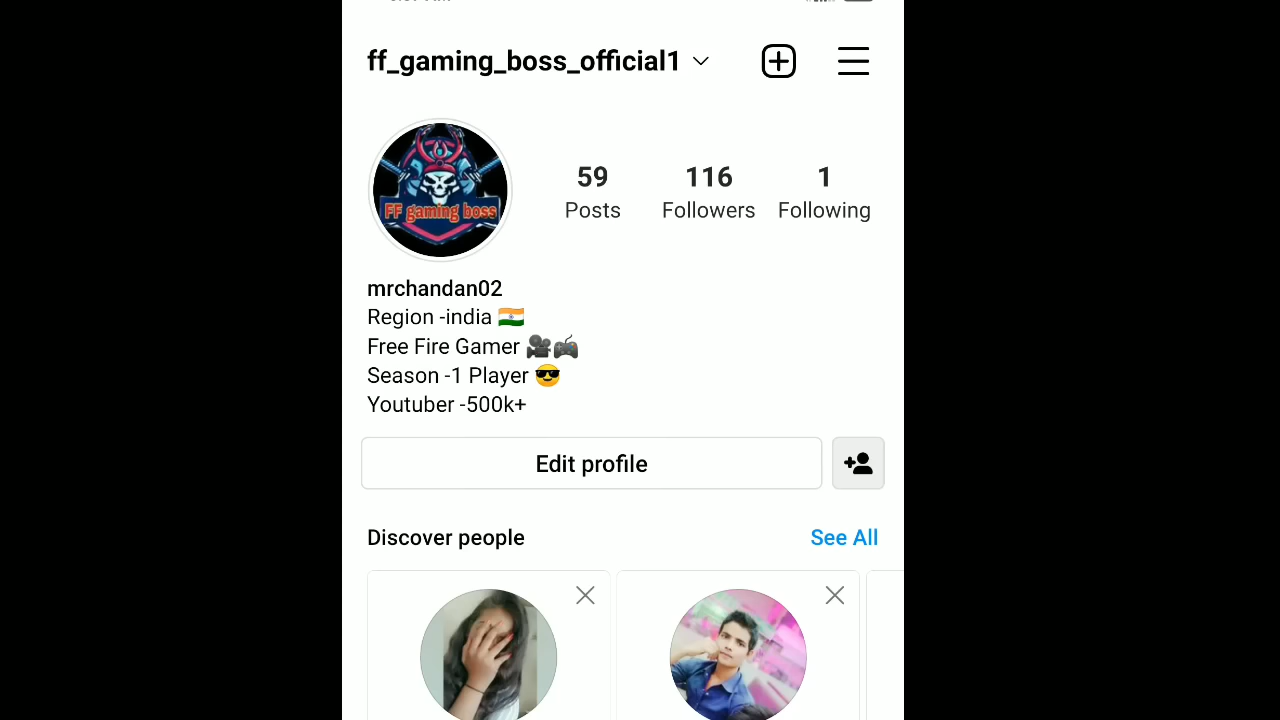 ff_gaming_boss_official1
FF gaming boss
59
Posts
116
Followers
1
Following
mrchandan02
Region -india 🇮🇳
Free Fire Gamer 🎥🎮
Season -1 Player 😎
Youtuber -500k+
Edit profile
Discover people
See All